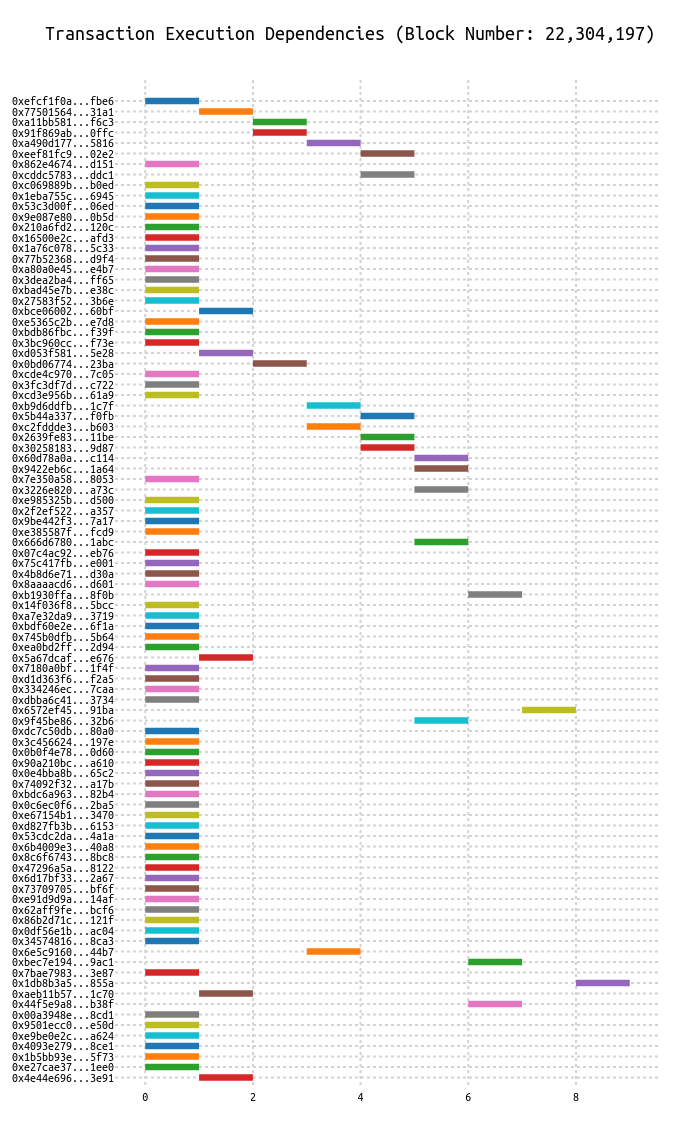 Transaction Execution Dependencies (Block Number: 22,304,197)
0xefcf1f0a...fbe6
0x77501564...31a1
0xa11bb581...f6c3
0x91f869ab...0ffc
0xa490d177...5816
0xeef81fc9...02e2
0x862e4674...d151
0xcddc5783...ddc1
0xc069889b...b0ed
0x1eba755c...6945
0x53c3d00f...06ed
0x9e087e80...0b5d
0x210a6fd2...120c
0x16500e2c...afd3
0x1a76c078...5c33
0x77b52368...d9f4
0xa80a0e45...e4b7
0x3dea2ba4...ff65
0xbad45e7b...e38c
0x27583f52...3b6e
0xbce06002...60bf
0xe5365c2b...e7d8
0xbdb86fbc...f39f
0x3bc960cc...f73e
0xd053f581...5e28
0x0bd06774...23ba
0xcde4c970...7c05
0x3fc3df7d...c722
0xcd3e956b...61a9
0xb9d6ddfb...1c7f
0x5b44a337...f0fb
0xc2fddde3...b603
0x2639fe83...11be
0x30258183...9d87
0x60d78a0a...c114
0x9422eb6c...1a64
0x7e350a58...8053
0x3226e820...a73c
0xe985325b...d500
0x2f2ef522...a357
0x9be442f3...7a17
0xe385587f...fcd9
0x666d6780...1abc
0x07c4ac92...eb76
0x75c417fb...e001
0x4b8d6e71...d30a
0x8aaaacd6...d601
0xb1930ffa...8f0b
0x14f036f8...5bcc
0xa7e32da9...3719
0xbdf60e2e...6f1a
0x745b0dfb...5b64
0xea0bd2ff...2d94
0x5a67dcaf...e676
0x7180a0bf...1f4f
0xd1d363f6...f2a5
0x334246ec...7caa
0xdbba6c41...3734
0x6572ef45...91ba
0x9f45be86...32b6
0xdc7c50db...80a0
0x3c456624...197e
0x0b0f4e78...0d60
0x90a210bc...a610
0x0e4bba8b...65c2
0x74092f32...a17b
0xbdc6a963...82b4
0x0c6ec0f6...2ba5
0xe67154b1...3470
0xd827fb3b...6153
0x53cdc2da...4a1a
0x6b4009e3...40a8
0x8c6f6743...8bc8
0x47296a5a...8122
0x6d17bf33...2a67
0x73709705...bf6f
0xe91d9d9a...14af
0x62aff9fe...bcf6
0x86b2d71c...121f
0x0df56e1b...ac04
0x34574816...8ca3
0x6e5c9160...44b7
0xbec7e194...9ac1
0x7bae7983...3e87
0x1db8b3a5...855a
0xaeb11b57...1c70
0x44f5e9a8...b38f
0x00a3948e...8cd1
0x9501ecc0...e50d
0xe9be0e2c...a624
0x4093e279...8ce1
0x1b5bb93e...5f73
0xe27cae37...1ee0
0x4e44e696...3e91
0 2 4 6 8